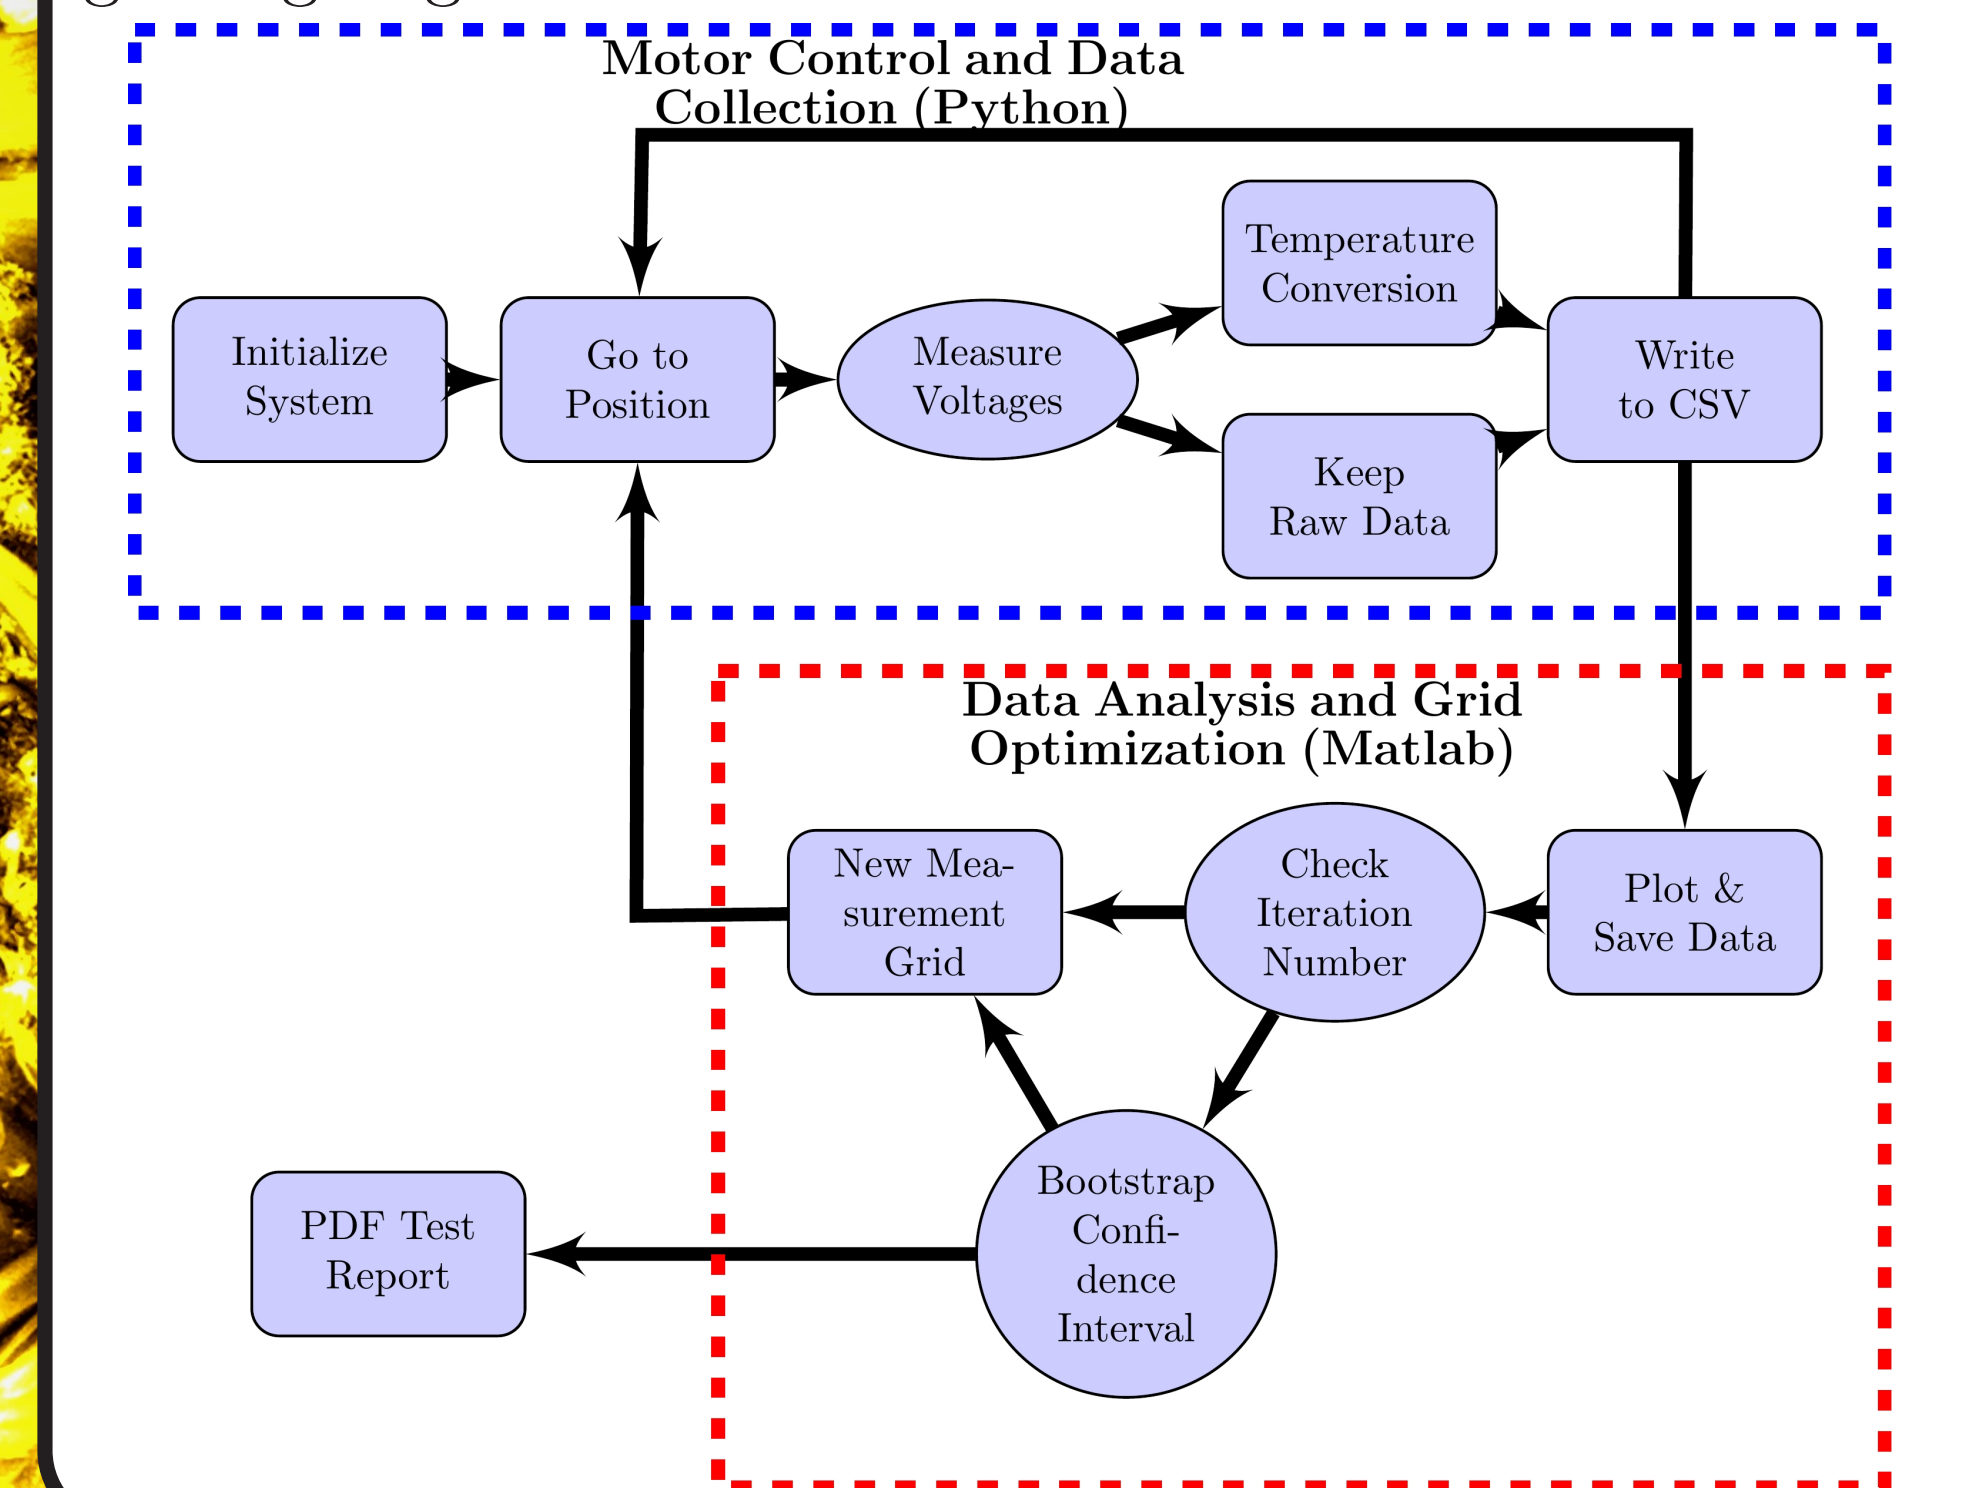 Motor Control and Data
Collection (Python)
Initialize
System
Go to
Position
Measure
Voltages
Temperature
Conversion
Keep
Raw Data
Write
to CSV
Data Analysis and Grid
Optimization (Matlab)
New Mea-
surement
Grid
Check
Iteration
Number
Plot &
Save Data
Bootstrap
Confi-
dence
Interval
PDF Test
Report